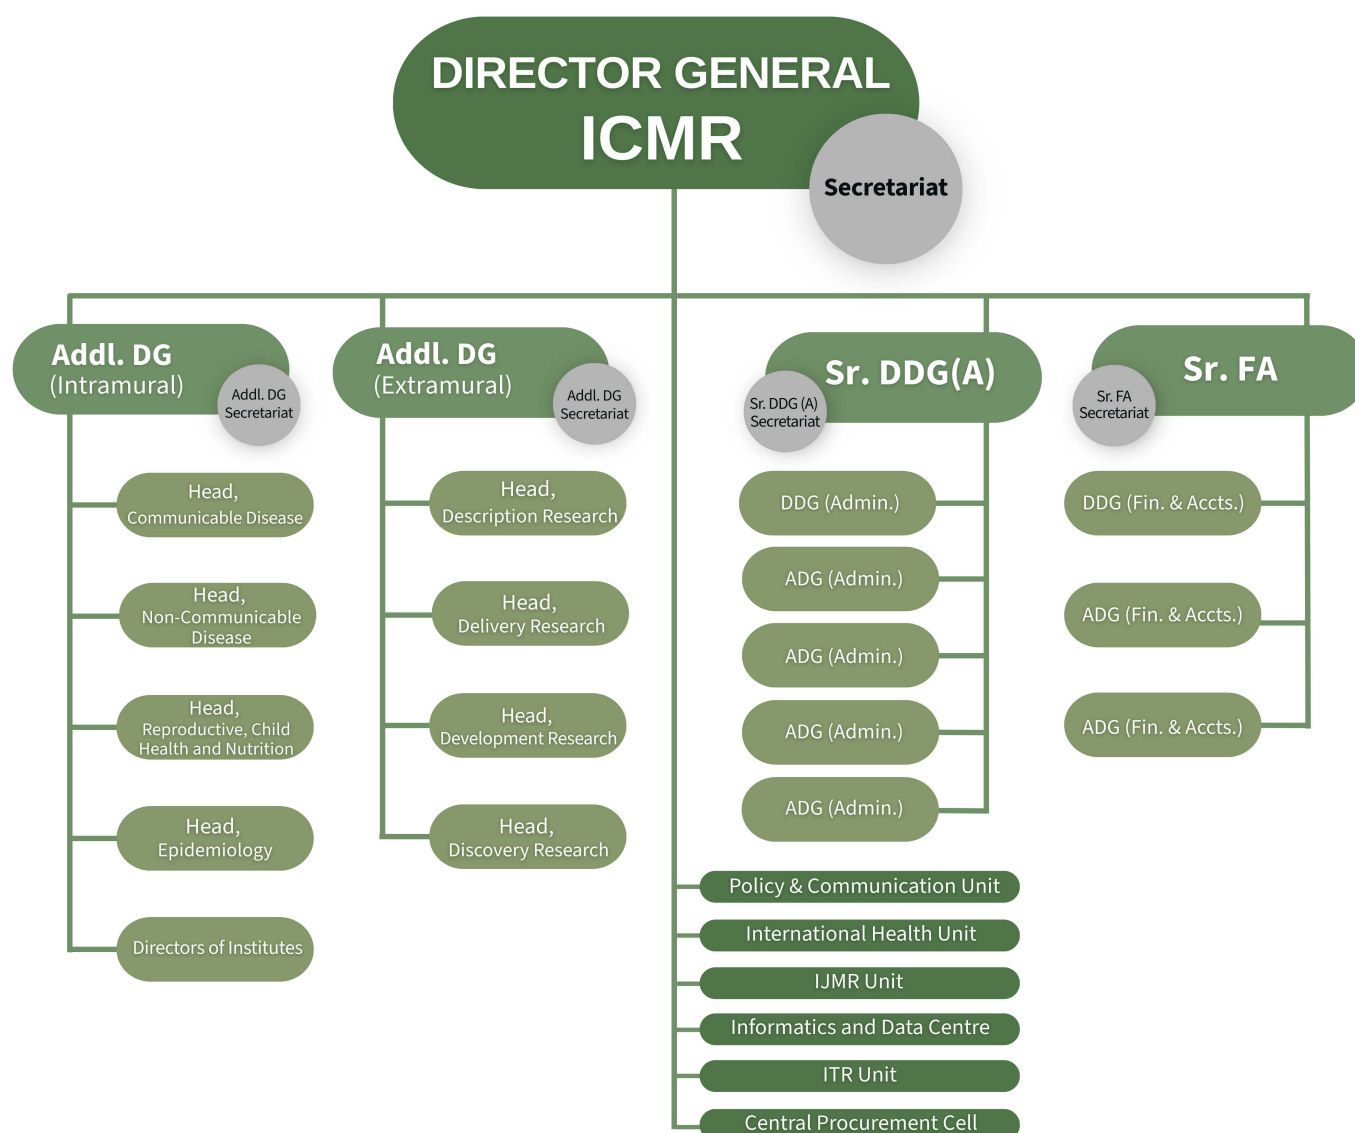 DIRECTOR GENERAL
ICMR
Secretariat
Addl. DG
(Intramural)
Addl. DG
Secretariat
Head,
Communicable Disease
Head,
Non-Communicable
Disease
Head,
Reproductive, Child
Health and Nutrition
Head,
Epidemiology
Directors of Institutes
Addl. DG
(Extramural)
Addl. DG
Secretariat
Head,
Description Research
Head,
Delivery Research
Head,
Development Research
Head,
Discovery Research
Sr. DDG(A)
Sr. DDG (A)
Secretariat
DDG (Admin.)
ADG (Admin.)
ADG (Admin.)
ADG (Admin.)
ADG (Admin.)
Sr. FA
Sr. FA
Secretariat
DDG (Fin. & Accts.)
ADG (Fin. & Accts.)
ADG (Fin. & Accts.)
Policy & Communication Unit
International Health Unit
IJMR Unit
Informatics and Data Centre
ITR Unit
Central Procurement Cell